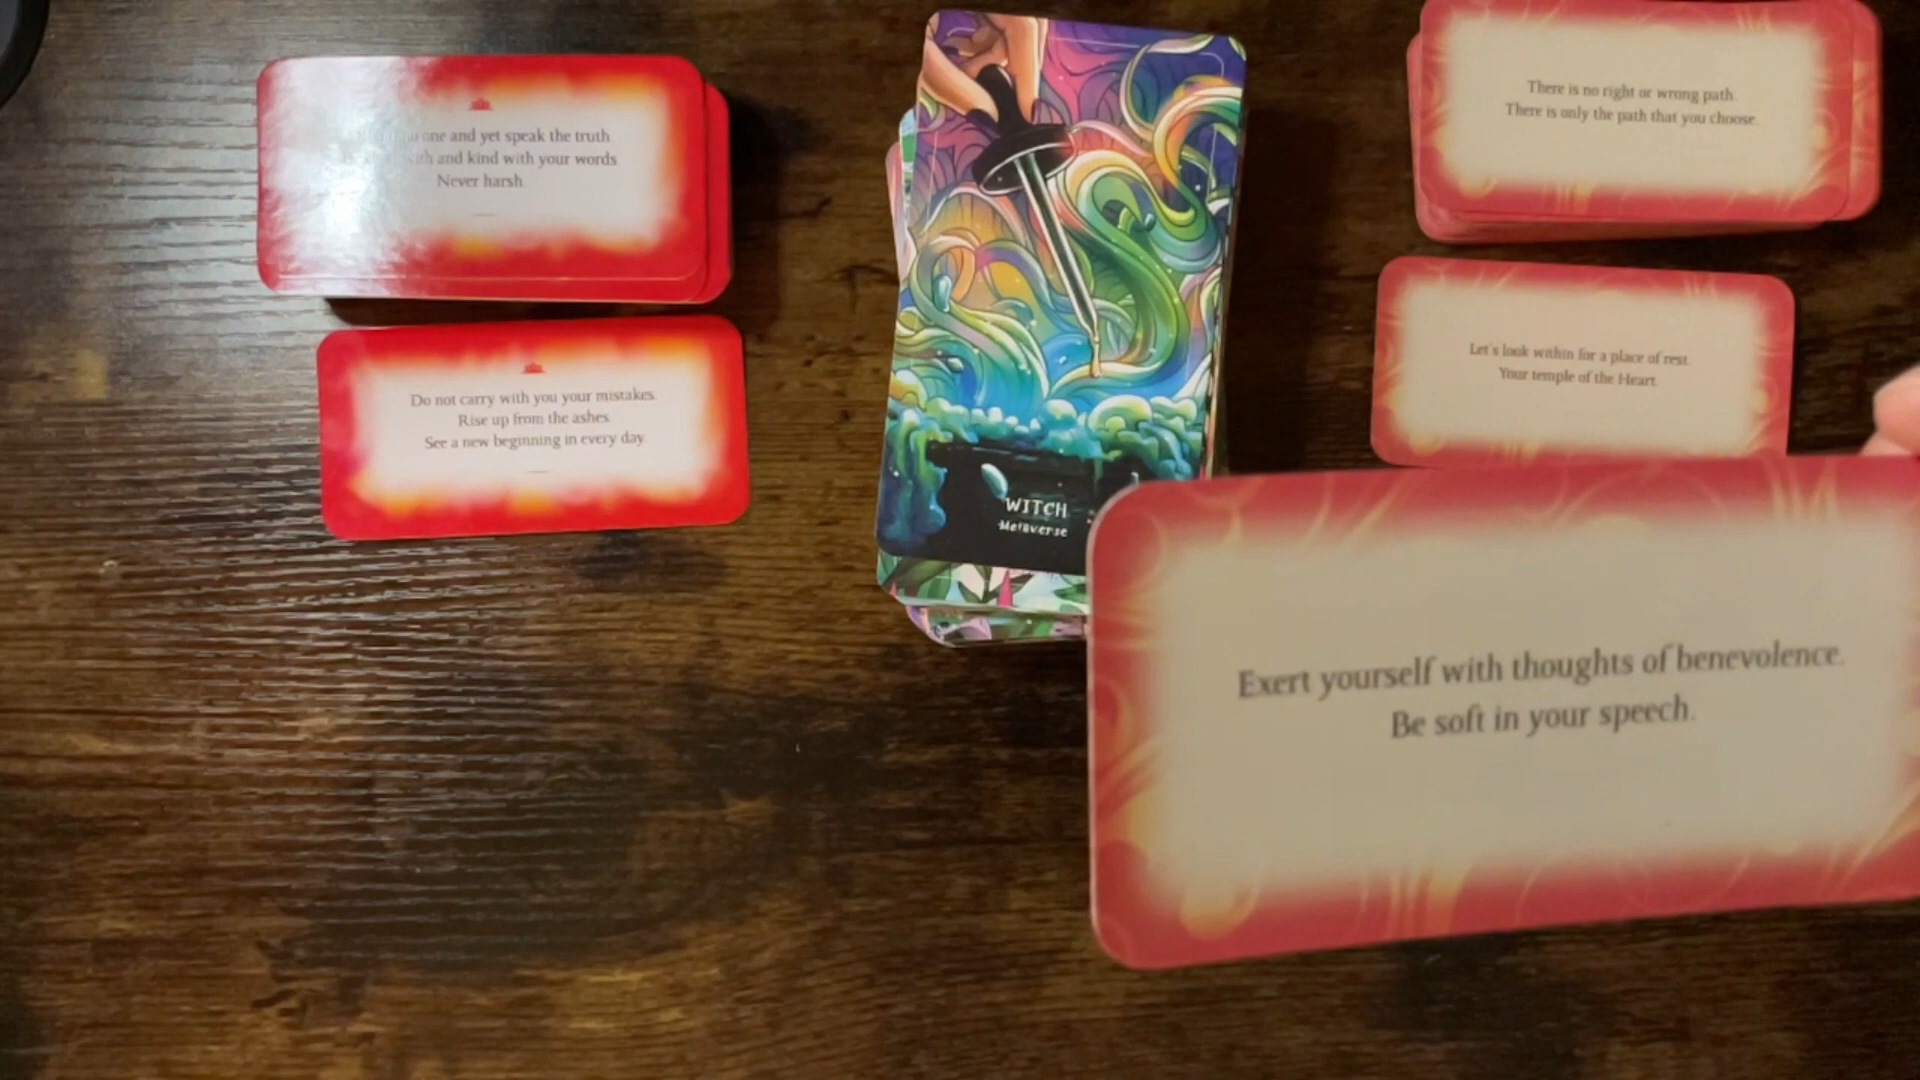 one and yet speak the truth.
and kind with your words.
Never harsh.
Do not carry with you your mistakes.
Rise up from the ashes.
See a new beginning in every day.
WITCH
Metaverse
There is no right or wrong path.
There is only the path that you choose.
Let's look within for a place of rest.
Your temple of the Heart.
Exert yourself with thoughts of benevolence.
Be soft in your speech.